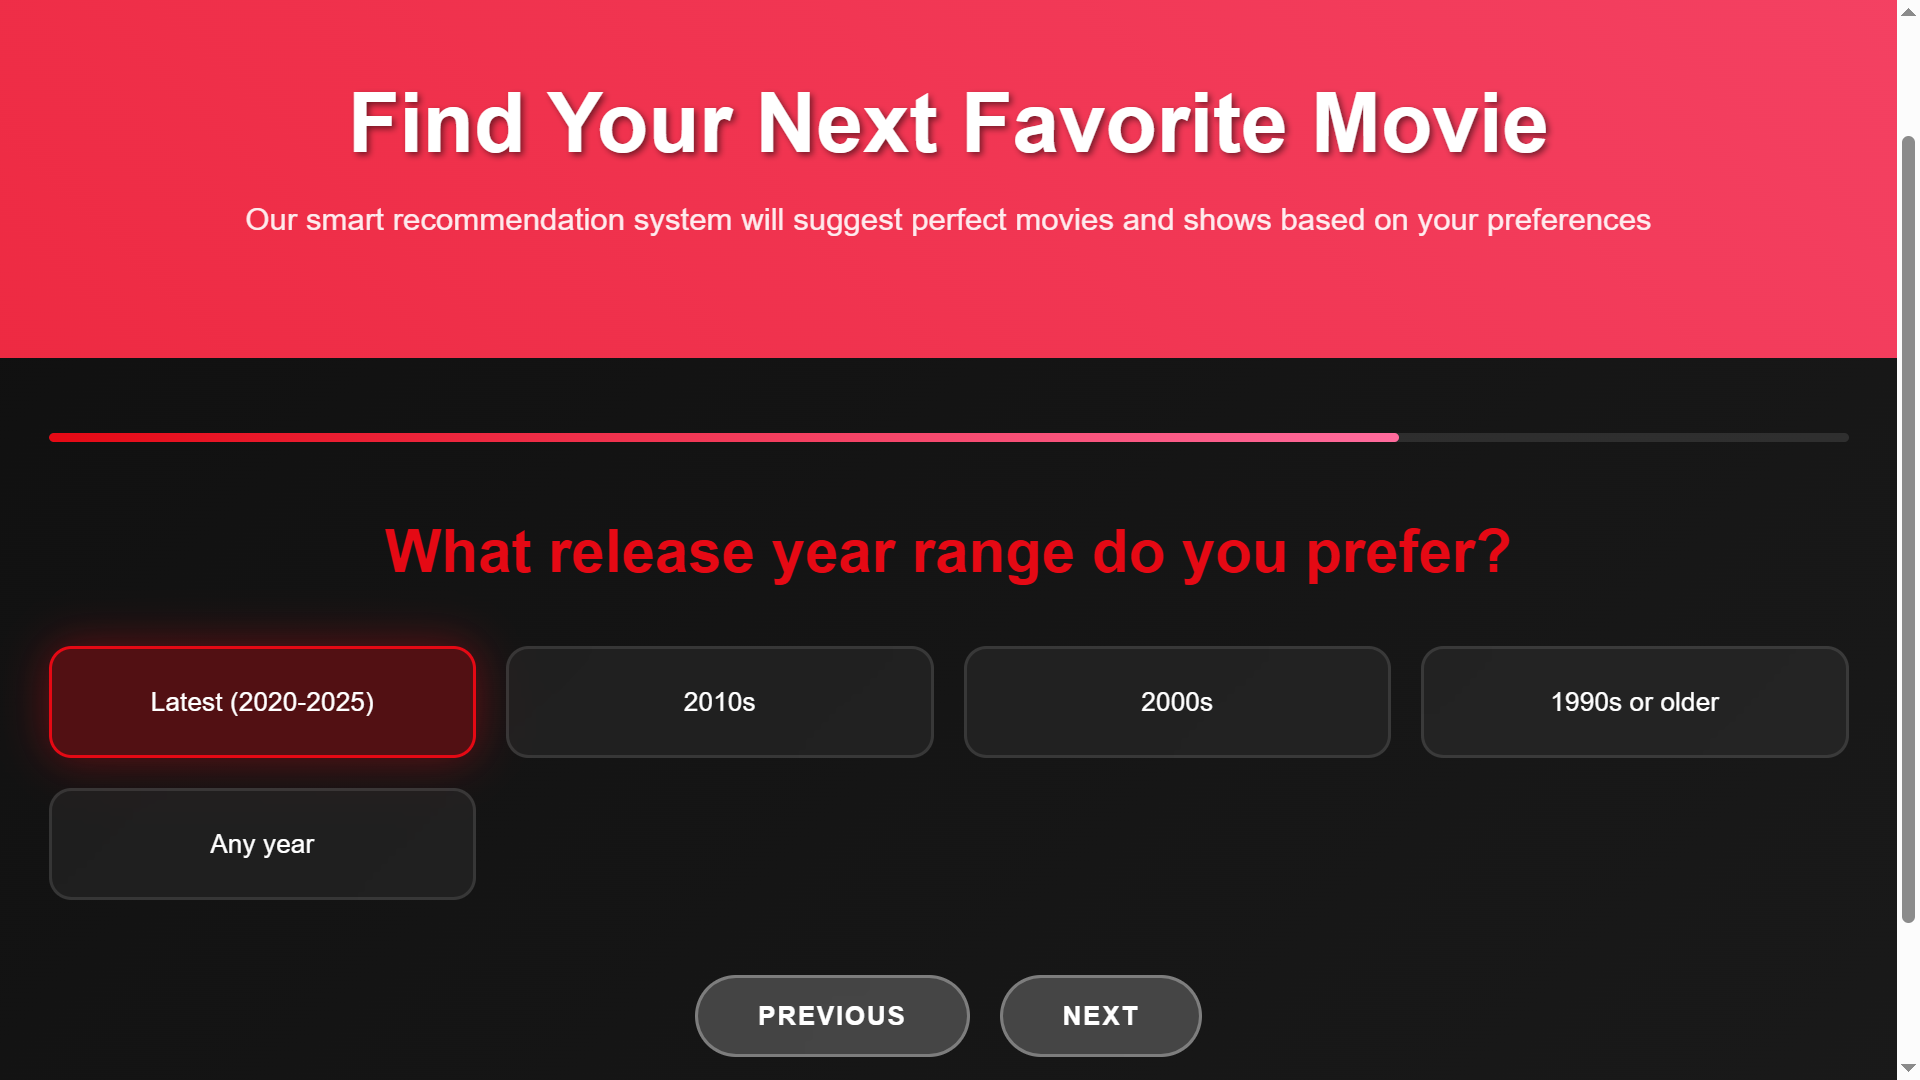 Find Your Next Favorite Movie
Our smart recommendation system will suggest perfect movies and shows based on your preferences
What release year range do you prefer?
Latest (2020-2025)
2010s
2000s
1990s or older
Any year
PREVIOUS
NEXT